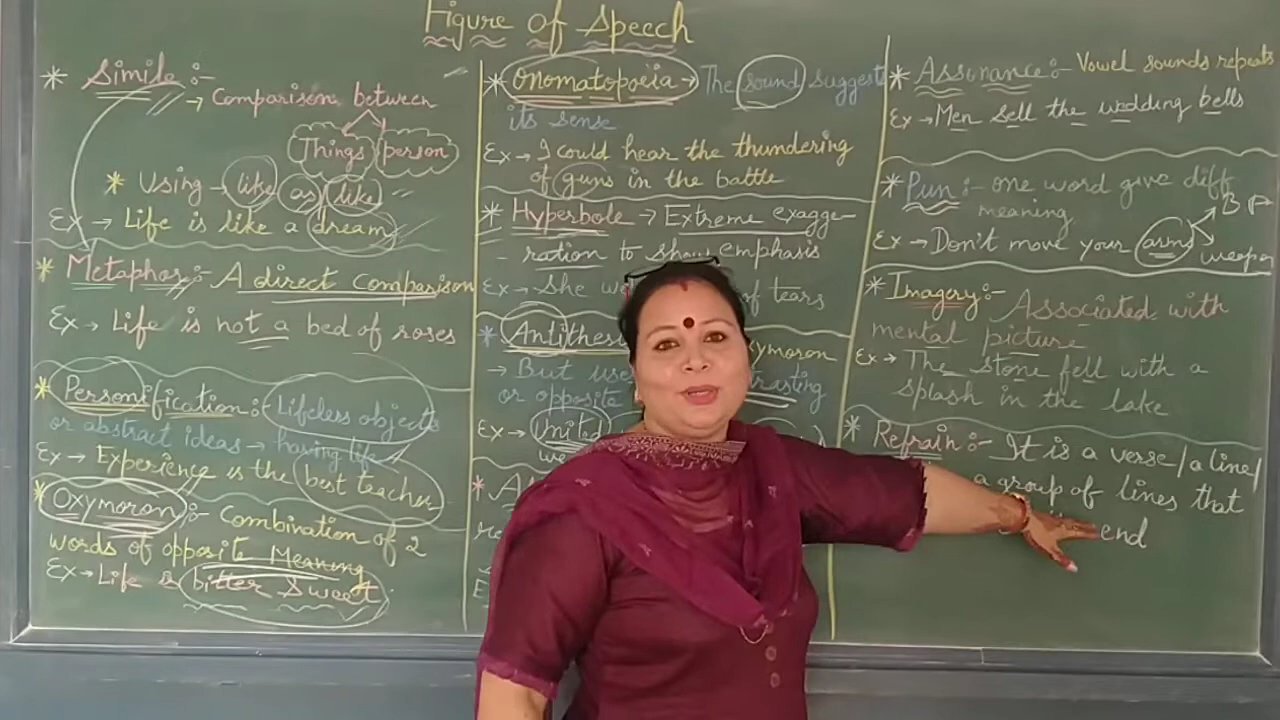 Figure of Speech
* Simile :-
→ Comparison between
Things person
* Using → like as like
Ex → Life is like a dream
* Metaphor :- A direct comparison
Ex → Life is not a bed of roses
* Personification :- Lifeless objects
or abstract ideas → having life
Ex → Experience is the best teacher
* Oxymoron :- Combination of 2
words of opposite Meaning
Ex → Life is bitter sweet
* Onomatopoeia → The sound suggest
its sense
Ex → I could hear the thundering
of guns in the battle
* Hyperbole → Extreme exagge-
- ration to show emphasis
Ex → She of tears
* 
→ But
or opposite
Ex → United
* Assonance :- Vowel sounds repeats
Ex → Men sell the wedding bells
* Pun :- one word give diff
meaning
Ex → Don't move your arms
weapon
* Imagery :- Associated with
mental picture
Ex → The stone fell with a
splash in the lake
* Refrain :- It is a verse/a line/
a group of lines that
end